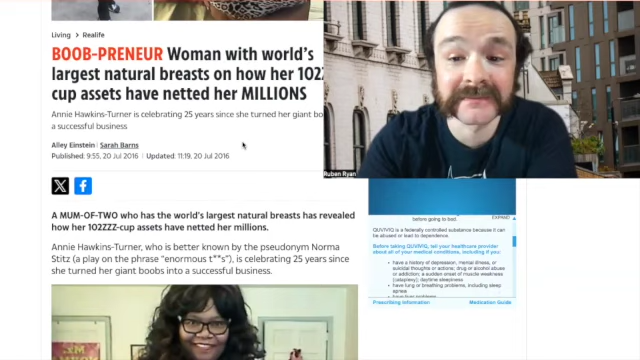 Living > Realife
BOOB-PRENEUR Woman with world's
largest natural breasts on how her 102Z
cup assets have netted her MILLIONS
Annie Hawkins-Turner is celebrating 25 years since she turned her giant
a successful business
Alley Einstein | Sarah Barns
Published: 9:55, 20 Jul 2016 | Updated: 11:19, 20 Jul 2016
X f
A MUM-OF-TWO who has the world's largest natural breasts has revealed
how her 102ZZZ-cup assets have netted her millions.
Annie Hawkins-Turner, who is better known by the pseudonym Norma
Stitz (a play on the phrase "enormous t**s"), is celebrating 25 years since
she turned her giant boobs into a successful business.
Ruben Ryan
before going to bed.
EXPAND
QUVIVIQ is a federally controlled substance because it
can be abused or lead to dependence.
Before taking QUVIVIQ, tell your healthcare provider
about all of your medical conditions, including if you:
• have a history of depression, mental illness, or
suicidal thoughts or actions; drug or alcohol abuse
or addiction; a sudden onset of muscle weakness
(cataplexy); daytime sleepiness
• have lung or breathing problems, including sleep
apnea
Prescribing Information
Medication Guide